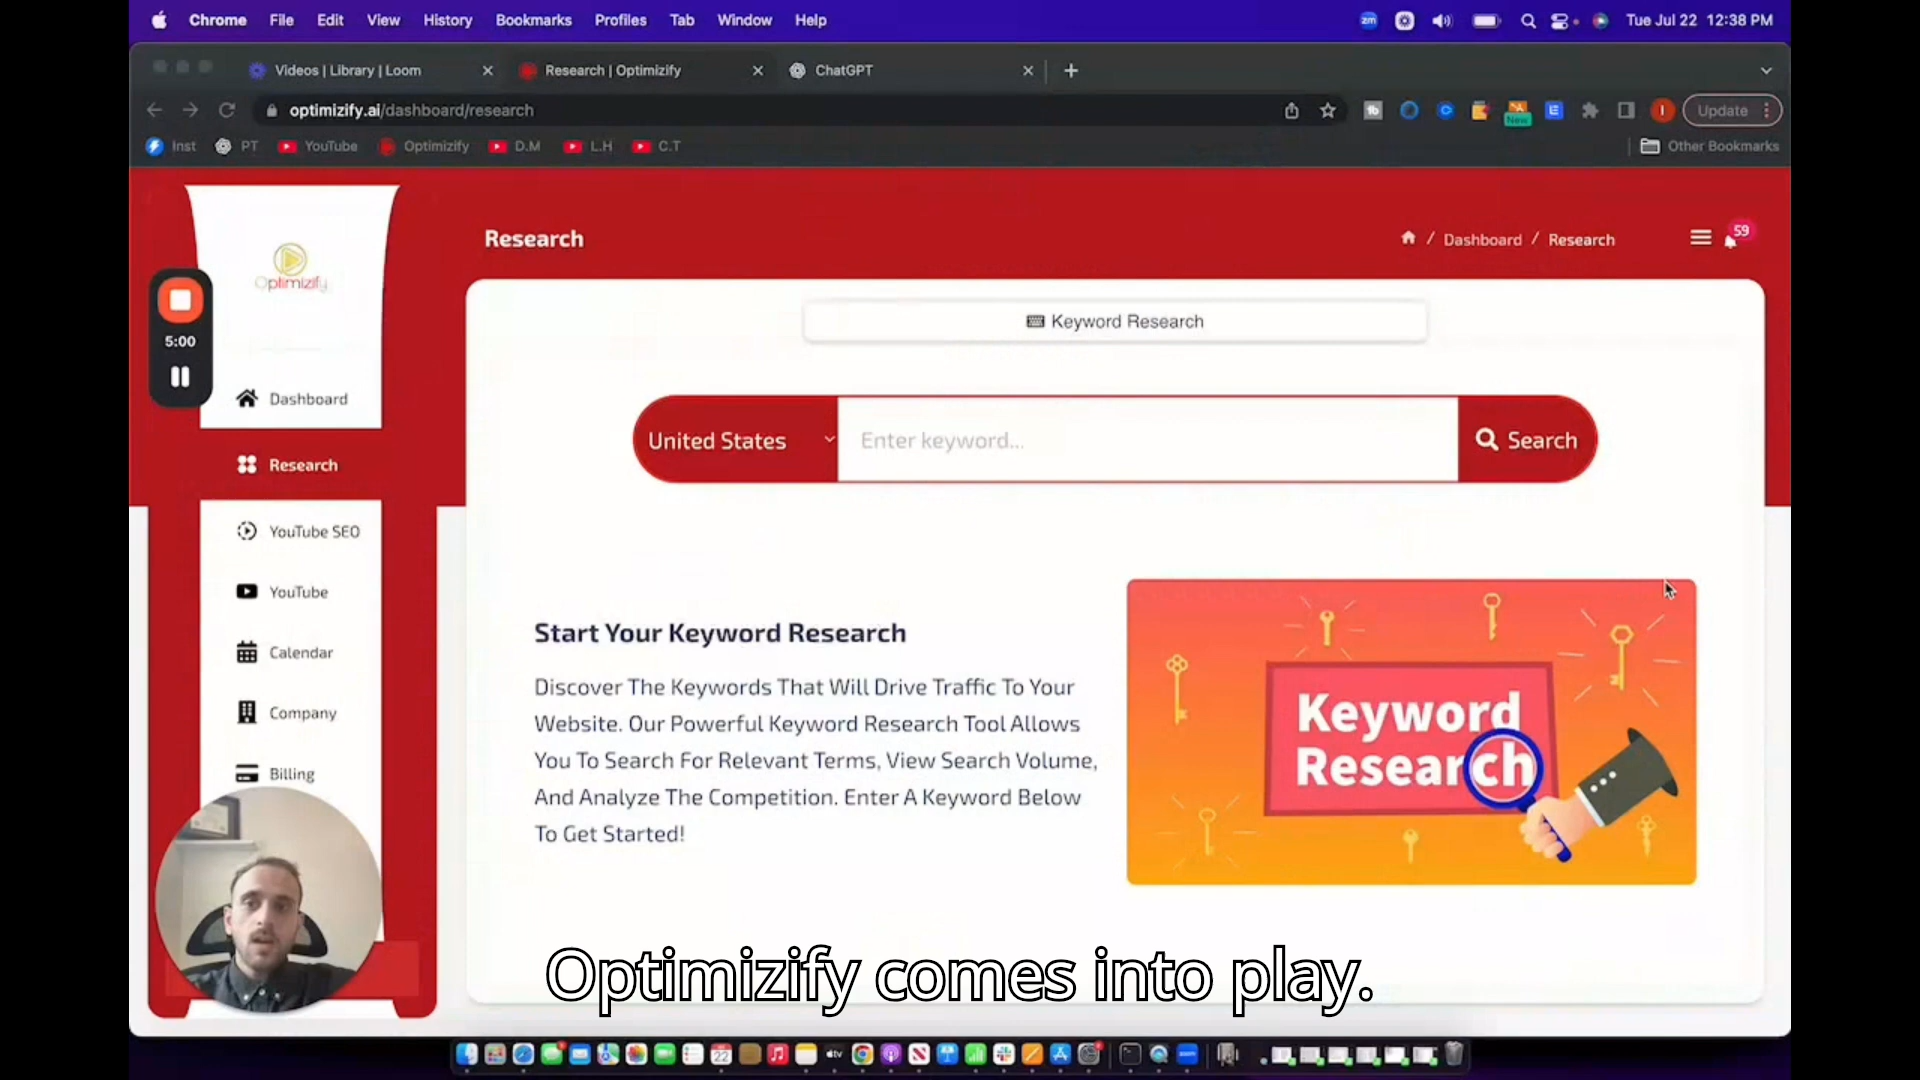 Chrome File Edit View History Bookmarks Profiles Tab Window Help
zm
Tue Jul 22 12:38 PM
Videos | Library | Loom
Research | Optimizify
ChatGPT
optimizify.ai/dashboard/research
New
Update
Inst PT YouTube Optimizify D.M L.H C.T
Other Bookmarks
Optimizify
5:00
Dashboard
Research
YouTube SEO
YouTube
Calendar
Company
Billing
Research
/ Dashboard / Research
59
Keyword Research
United States
Enter keyword...
Search
Start Your Keyword Research
Discover The Keywords That Will Drive Traffic To Your
Website. Our Powerful Keyword Research Tool Allows
You To Search For Relevant Terms, View Search Volume,
And Analyze The Competition. Enter A Keyword Below
To Get Started!
Keyword
Research
Optimizify comes into play.
22
tv